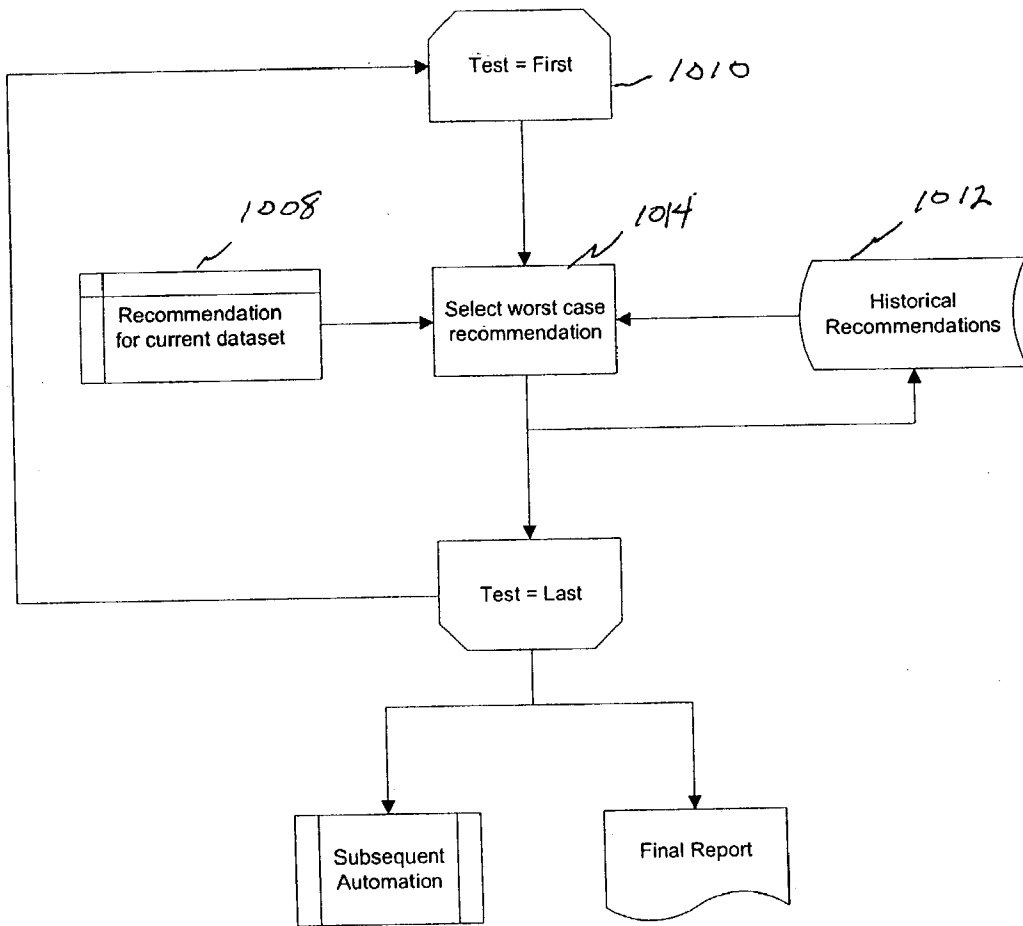 Test = First
1010
1008
1014
1012
Recommendation
for current dataset
Select worst case
recommendation
Historical
Recommendations
Test = Last
Subsequent
Automation
Final Report